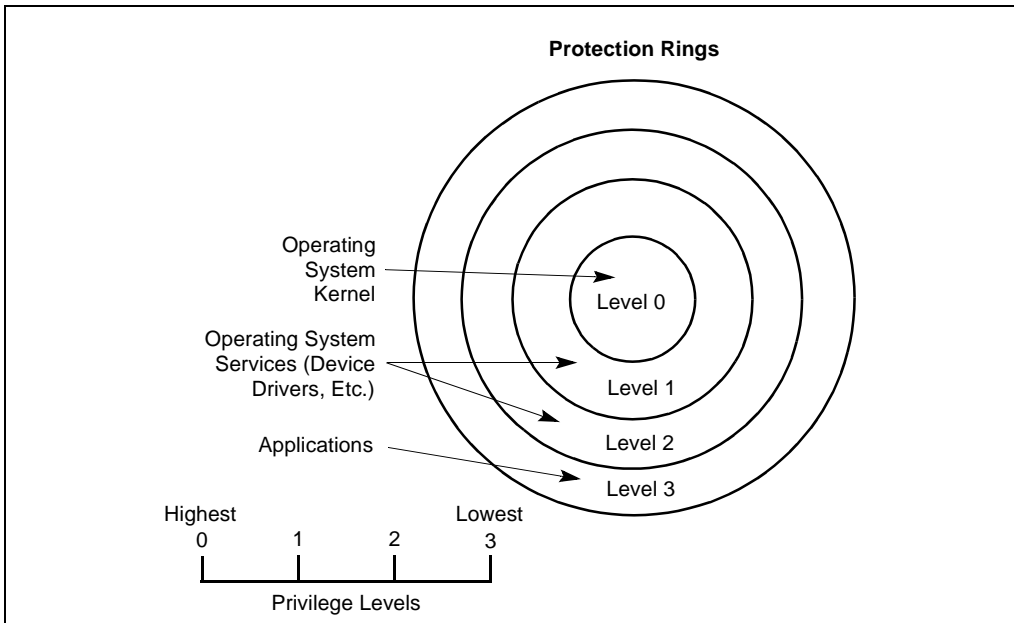 Protection Rings
Operating
System
Kernel
Level 0
Operating System
Services (Device
Drivers, Etc.)
Level 1
Level 2
Applications
Level 3
Highest
Lowest
0
1
2
3
Privilege Levels